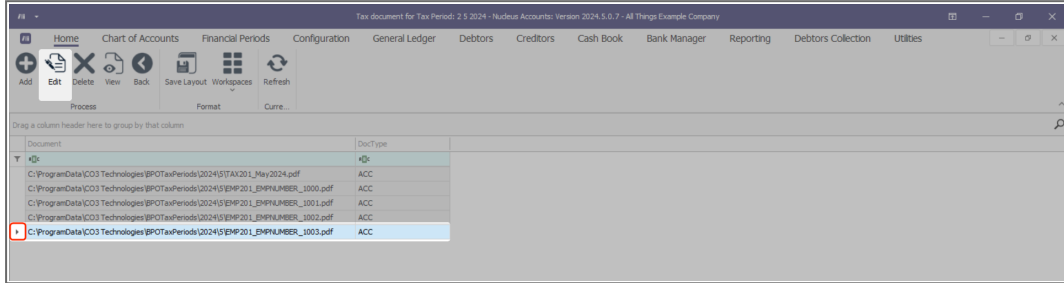 Tax document for Tax Period: 2 5 2024 - Nucleus Accounts: Version 2024.5.0.7 - All Things Example Company
Home Chart of Accounts Financial Periods Configuration General Ledger Debtors Creditors Cash Book Bank Manager Reporting Debtors Collection Utilities
Add Edit Delete View Back Save Layout Workspaces Refresh
Process Format Curre...
Drag a column header here to group by that column
Document DocType
C:\ProgramData\CO3 Technologies\BPOTaxPeriods\2024\5\TAX201_May2024.pdf ACC
C:\ProgramData\CO3 Technologies\BPOTaxPeriods\2024\5\EMP201_EMPNUMBER_1000.pdf ACC
C:\ProgramData\CO3 Technologies\BPOTaxPeriods\2024\5\EMP201_EMPNUMBER_1001.pdf ACC
C:\ProgramData\CO3 Technologies\BPOTaxPeriods\2024\5\EMP201_EMPNUMBER_1002.pdf ACC
C:\ProgramData\CO3 Technologies\BPOTaxPeriods\2024\5\EMP201_EMPNUMBER_1003.pdf ACC